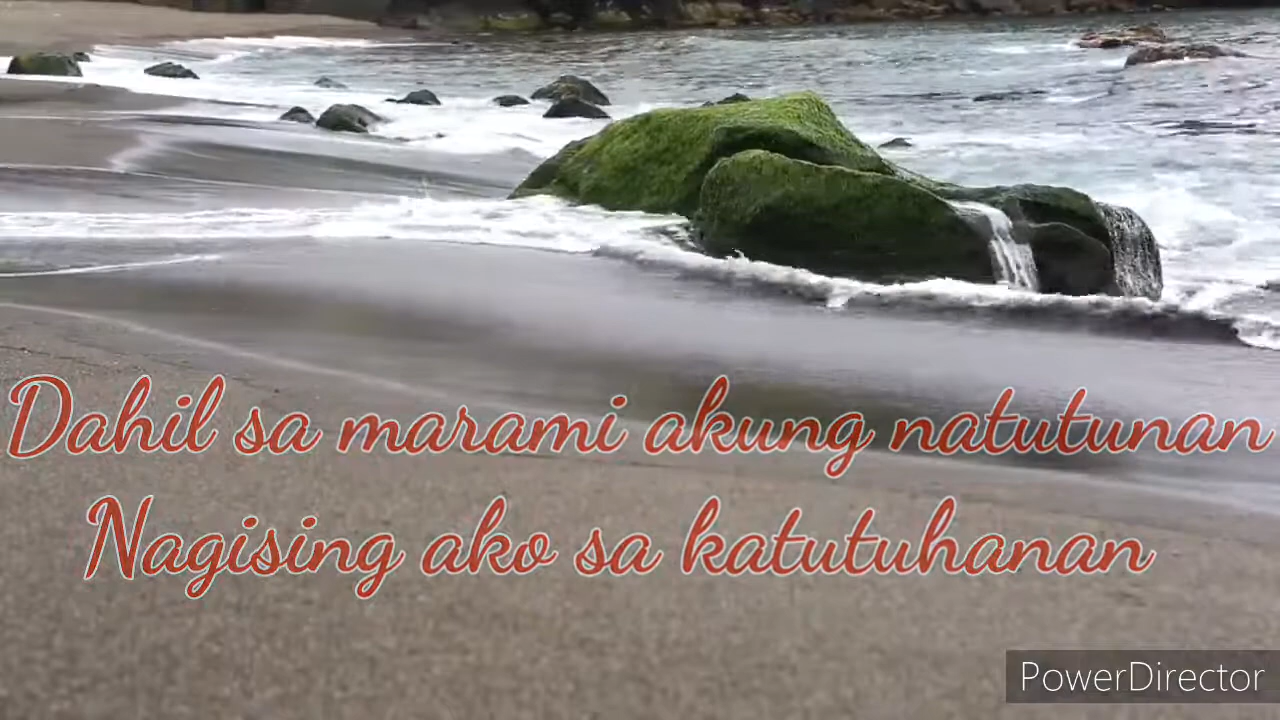 Dahil sa marami akung natutunan
Nagising ako sa katutuhanan
PowerDirector